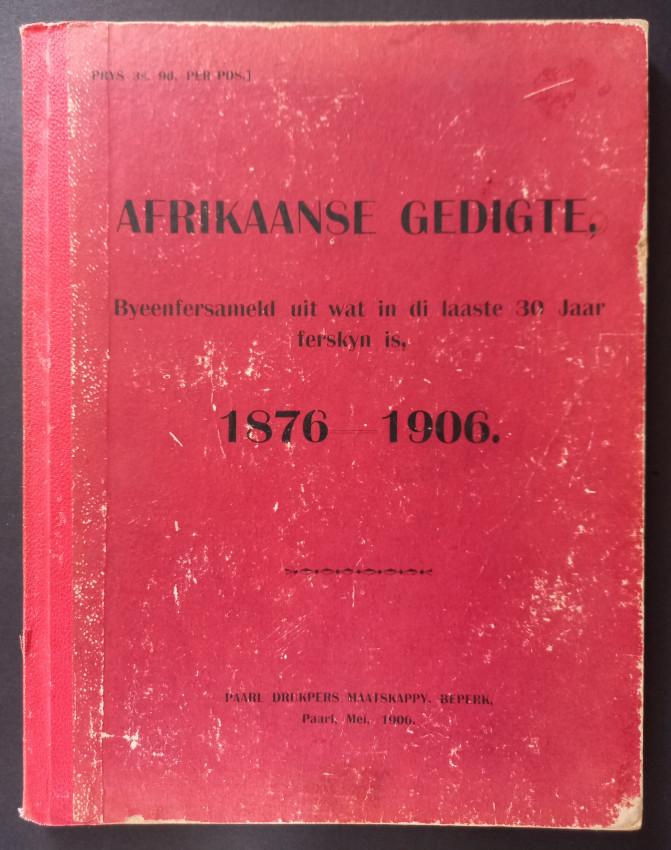 PRYS 3s. 9d. PER POS.]
AFRIKAANSE GEDIGTE,
Byeenfersameld uit wat in di laaste 30 Jaar
ferskyn is,
1876—1906.
PAARL DRUKPERS MAATSKAPPY, BEPERK,
Paarl, Mei, 1906.